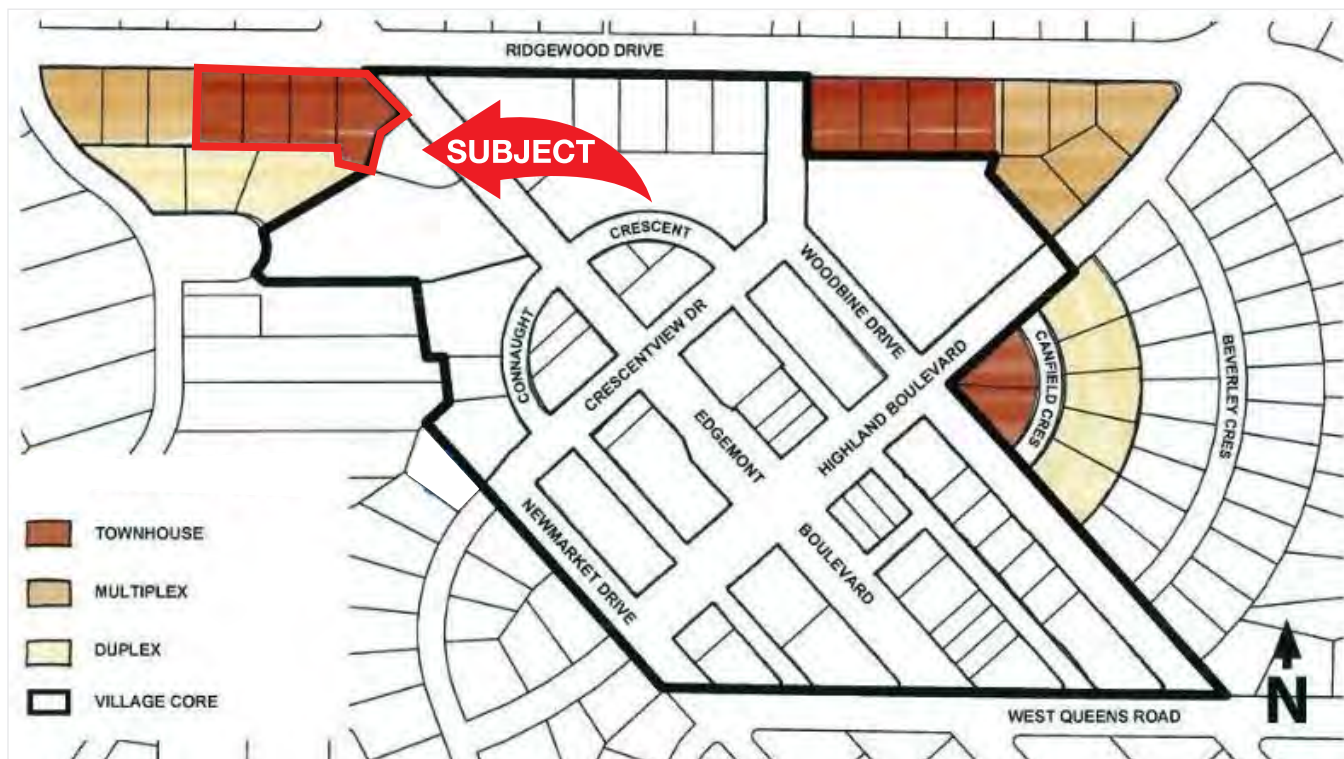 RIDGEWOOD DRIVE
SUBJECT
CRESCENT
CONNAUGHT
CRESCENTVIEW DR
WOODBINE DRIVE
EDGEMONT
BOULEVARD
HIGHLAND BOULEVARD
CANFIELD CRES
BEVERLEY CRES
NEWMARKET DRIVE
TOWNHOUSE
MULTIPLEX
DUPLEX
VILLAGE CORE
WEST QUEENS ROAD
N